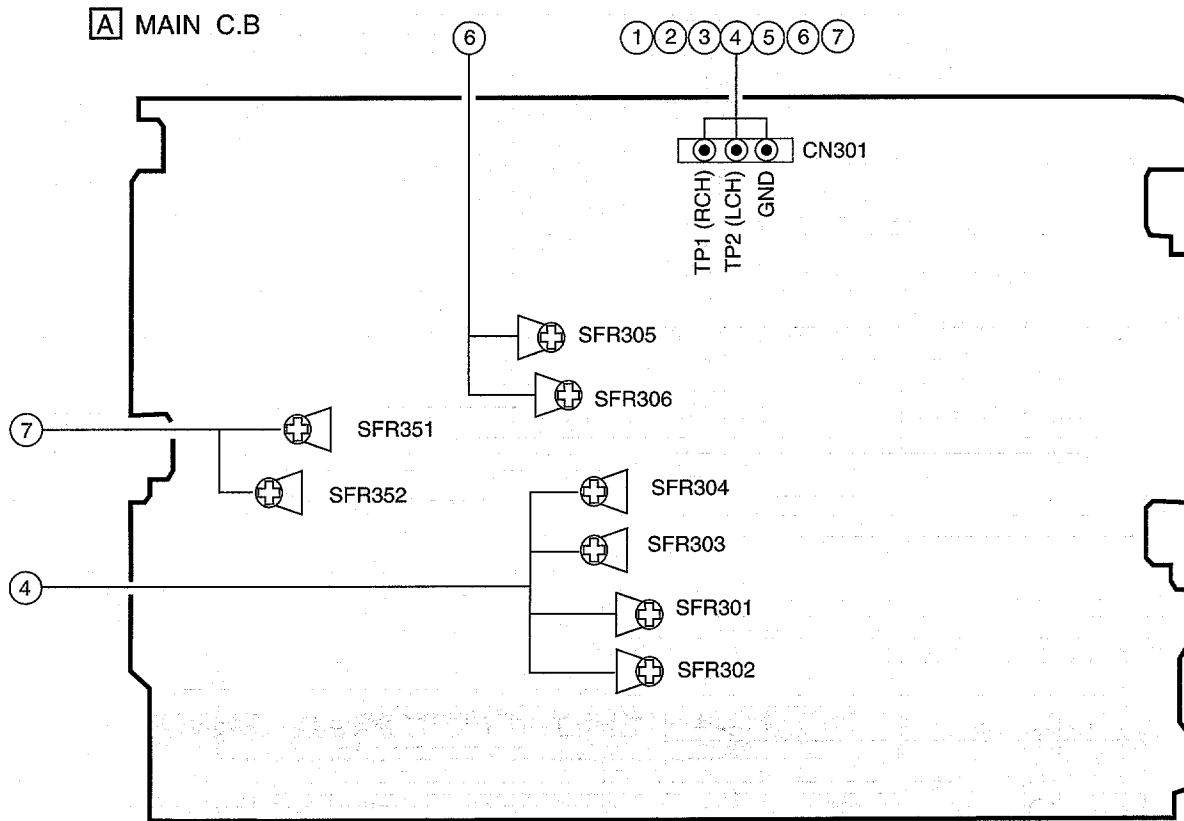 A MAIN C.B
6
1 2 3 4 5 6 7
CN301
TP1 (RCH)
TP2 (LCH)
GND
SFR305
SFR306
7
SFR351
SFR352
SFR304
SFR303
4
SFR301
SFR302